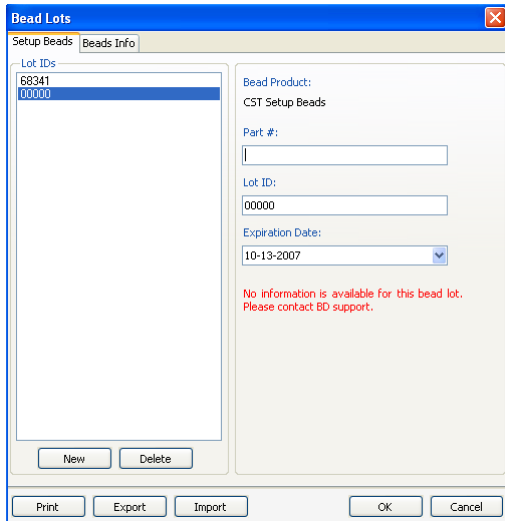 Bead Lots
Setup Beads Beads Info
Lot IDs
68341
00000
Bead Product:
CST Setup Beads
Part #:
Lot ID:
00000
Expiration Date:
10-13-2007
No information is available for this bead lot.
Please contact BD support.
New Delete
Print Export Import OK Cancel